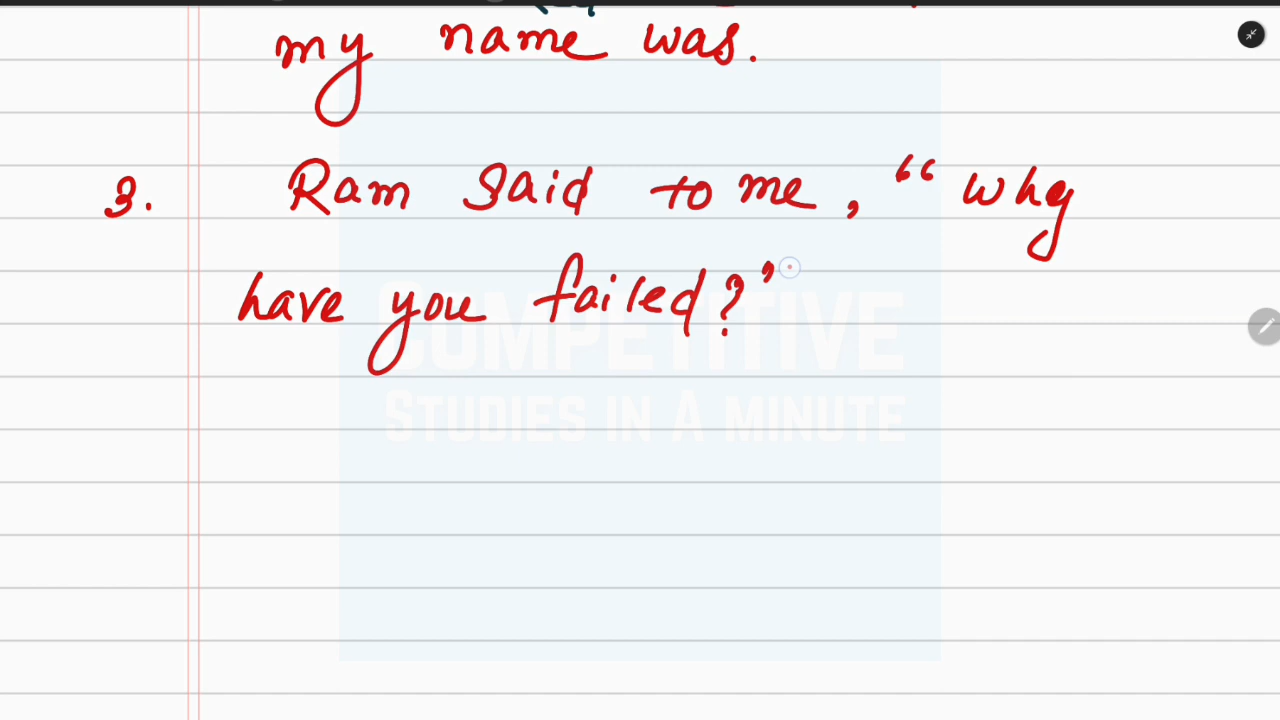 my name was.
3. Ram Said to me, “why
have you failed?’
COMPETITIVE
STUDIES IN A MINUTE